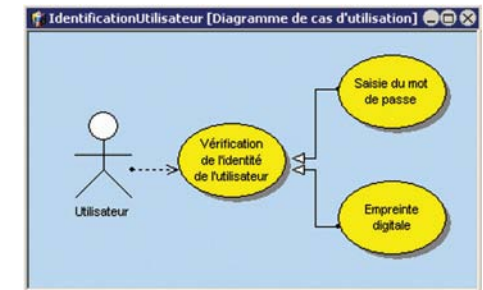 IdentificationUtilisateur [Diagramme de cas d'utilisation]
Saisie du mot
de passe
Vérification
de l'identité
de l'utilisateur
Utilisateur
Empreinte
digitale